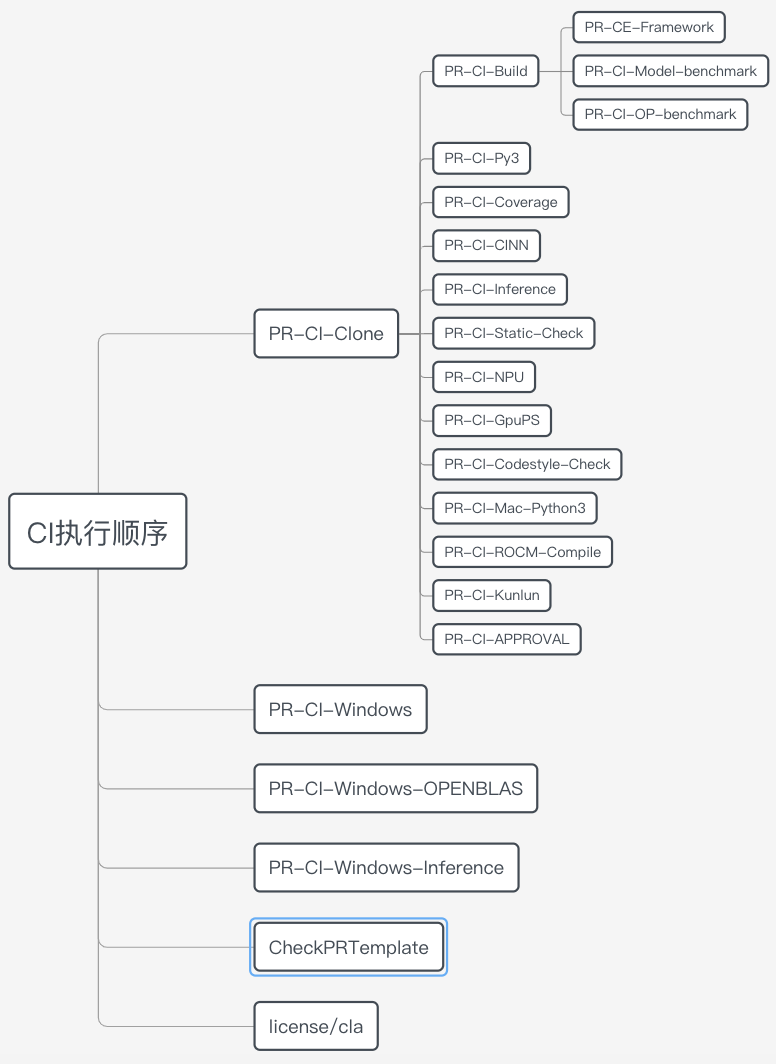 CI执行顺序
PR-CI-Clone
PR-CI-Build
PR-CE-Framework
PR-CI-Model-benchmark
PR-CI-OP-benchmark
PR-CI-Py3
PR-CI-Coverage
PR-CI-CINN
PR-CI-Inference
PR-CI-Static-Check
PR-CI-NPU
PR-CI-GpuPS
PR-CI-Codestyle-Check
PR-CI-Mac-Python3
PR-CI-ROCM-Compile
PR-CI-Kunlun
PR-CI-APPROVAL
PR-CI-Windows
PR-CI-Windows-OPENBLAS
PR-CI-Windows-Inference
CheckPRTemplate
license/cla